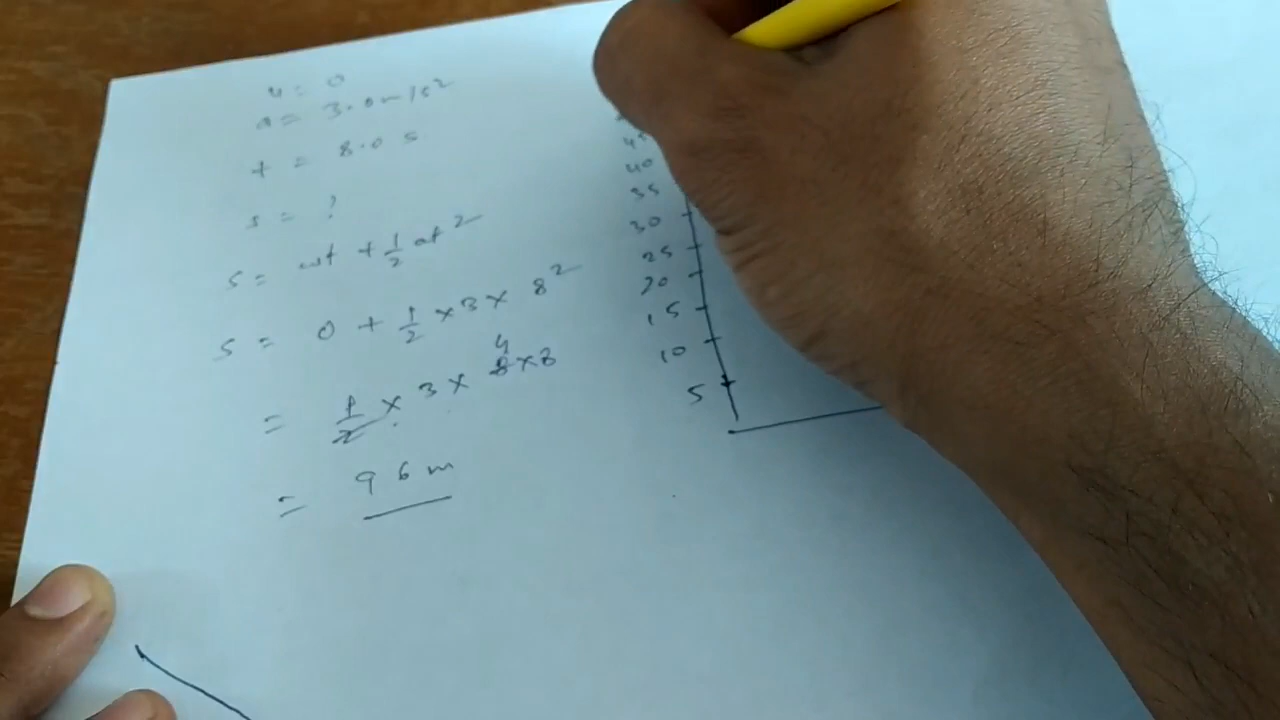 u = 0
a = 3.0 m/s²
t = 8.0 s
s = ?
s = ut + 1/2 at²
s = 0 + 1/2 × 3 × 8²
= 1/2 × 3 × 8 × 8
4
= 96 m
40
35
30
25
20
15
10
5